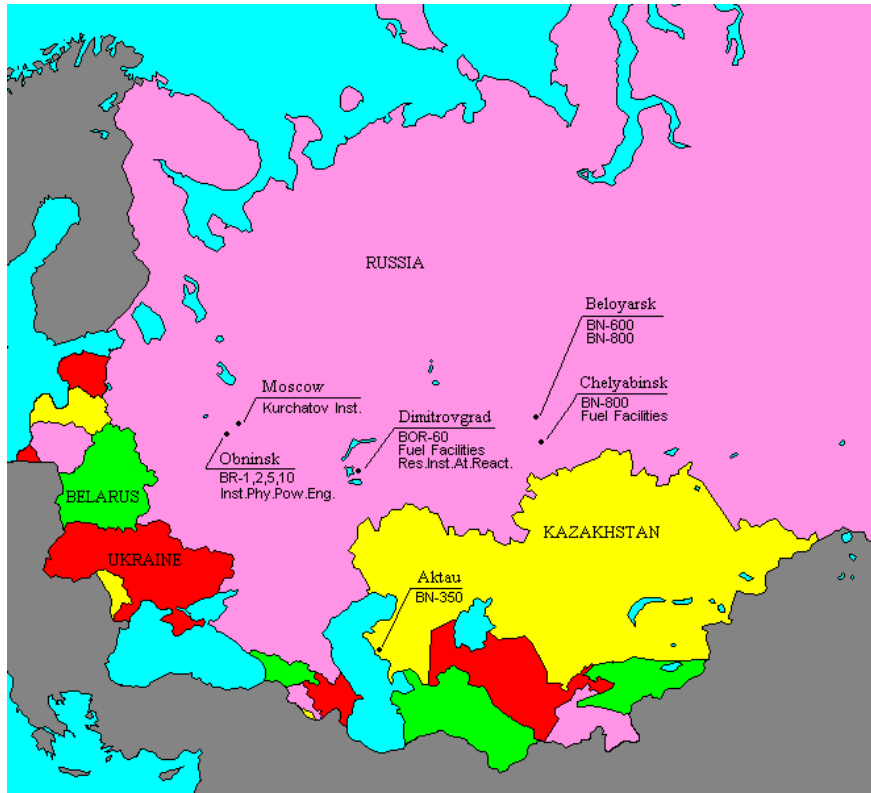 RUSSIA
Beloyarsk
BN-600
BN-800
Chelyabinsk
BN-800
Fuel Facilities
Moscow
Kurchatov Inst.
Dimitrovgrad
BOR-60
Fuel Facilities
Res.Inst.At.React.
Obninsk
BR-1,2,5,10
Inst.Phy.Pow.Eng.
BELARUS
KAZAKHSTAN
UKRAINE
Aktau
BN-350